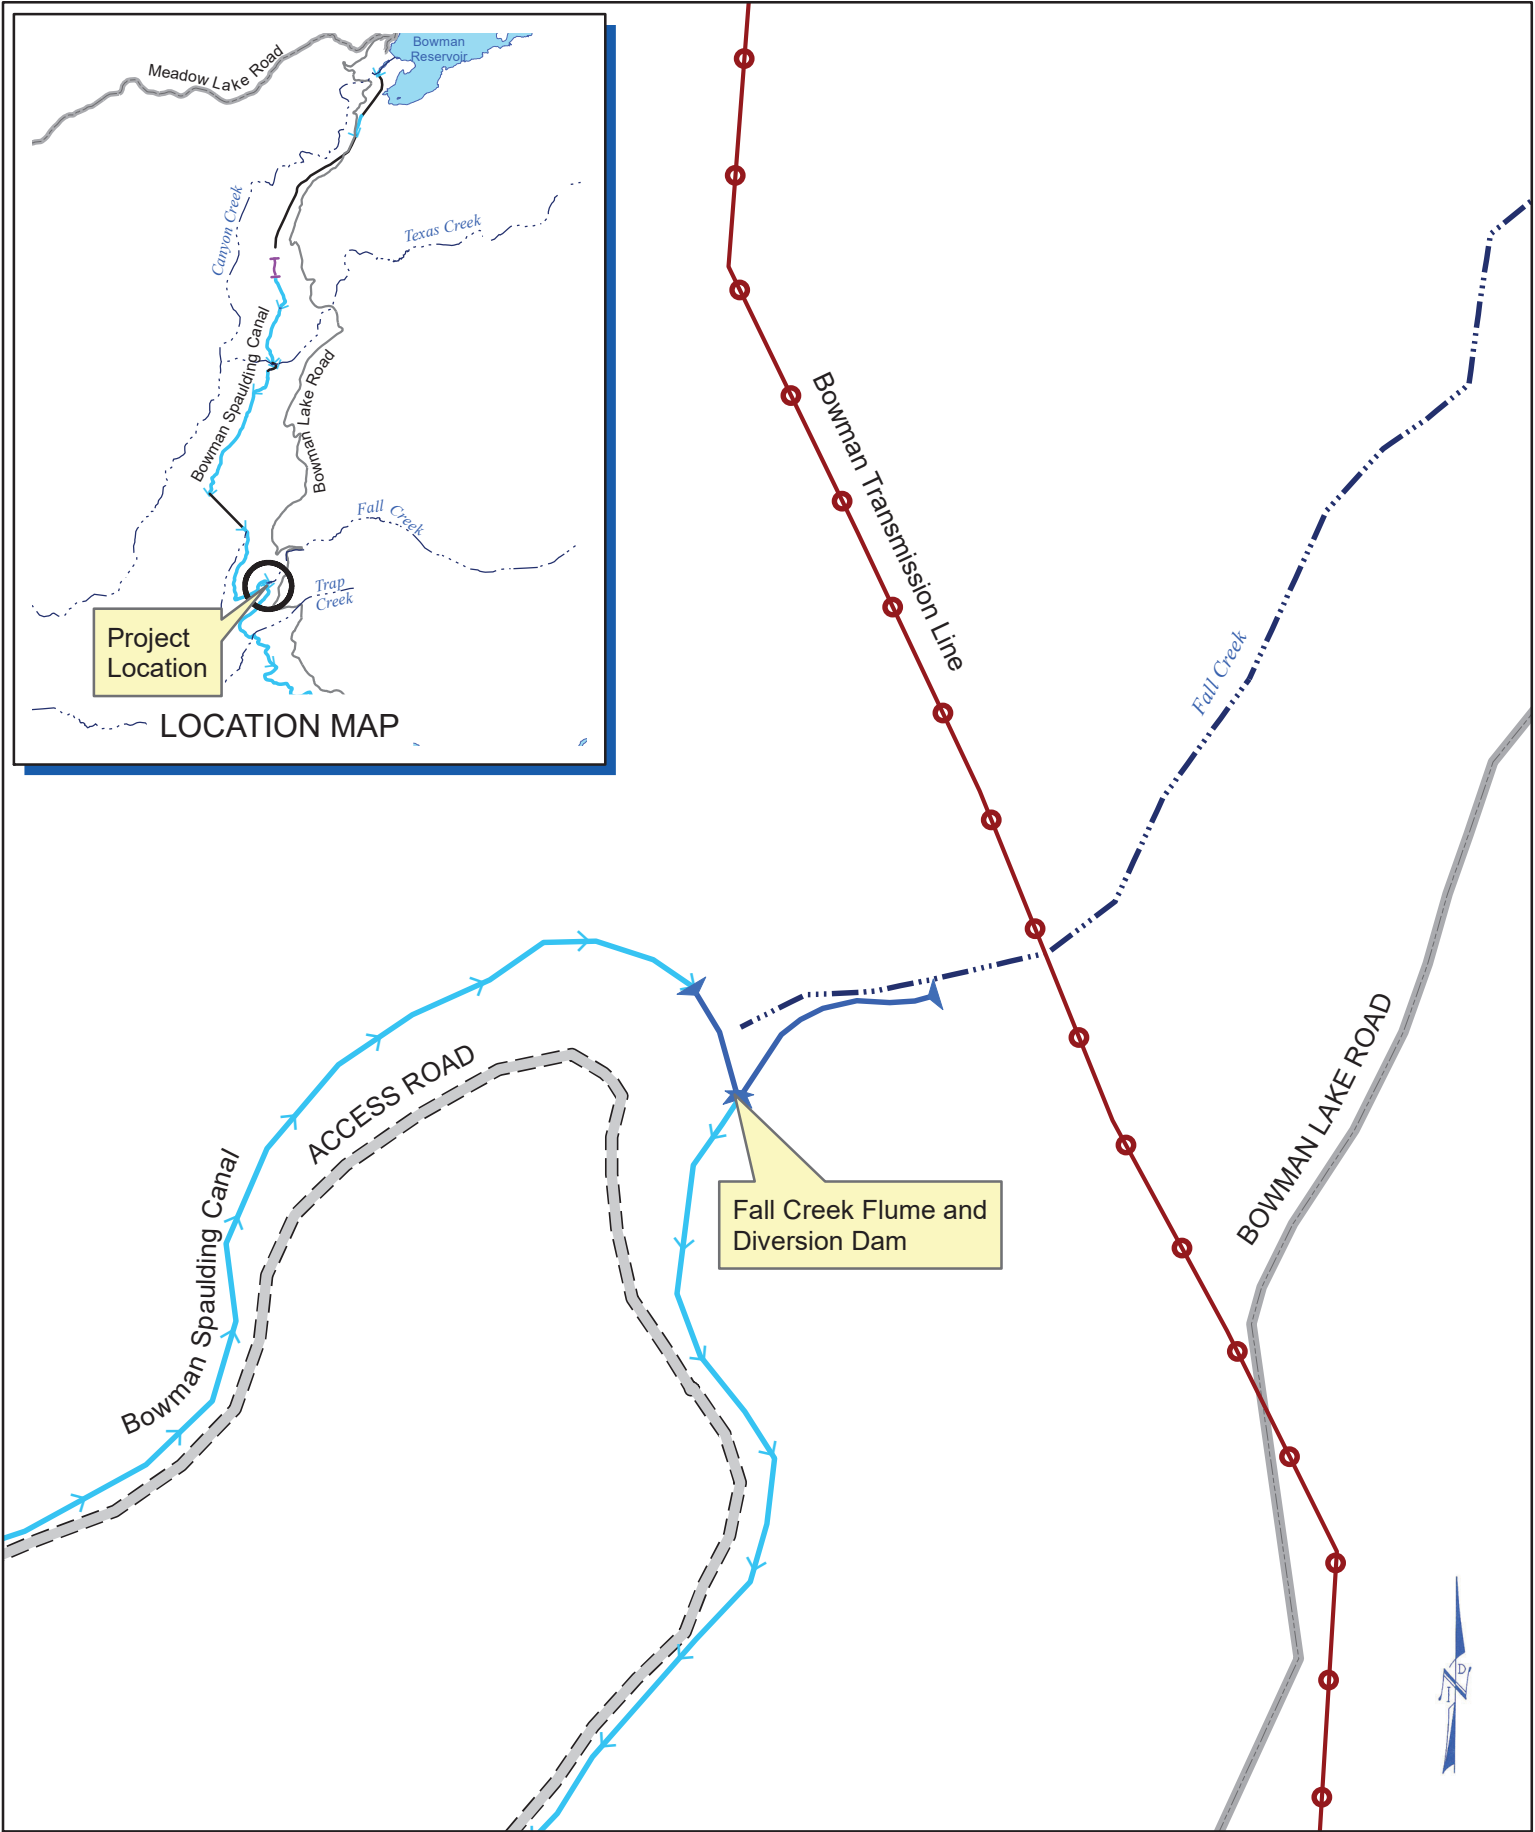 Bowman
Reservoir
Meadow Lake Road
Canyon Creek
Texas Creek
Bowman Spaulding Canal
Bowman Lake Road
Fall Creek
Trap
Creek
Project
Location
LOCATION MAP
Bowman Transmission Line
Fall Creek
BOWMAN LAKE ROAD
ACCESS ROAD
Bowman Spaulding Canal
Fall Creek Flume and
Diversion Dam
N I D